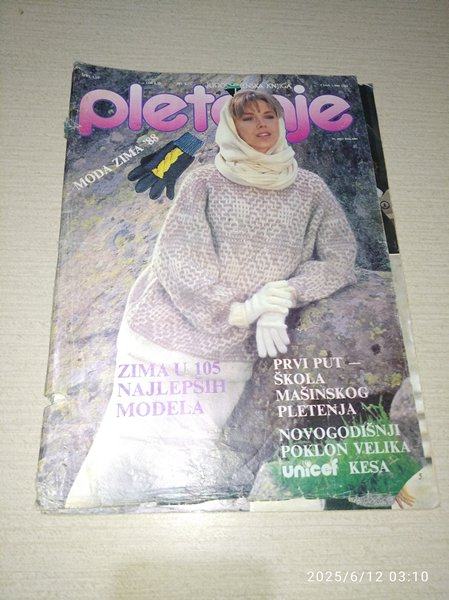 pletenje
MODA ZIMA '88
ZIMA U 105
NAJLEPŠIH
MODELA
PRVI PUT —
ŠKOLA
MAŠINSKOG
PLETENJA
NOVOGODIŠNJI
POKLON VELIKA
unicef KESA
2025/6/12 03:10